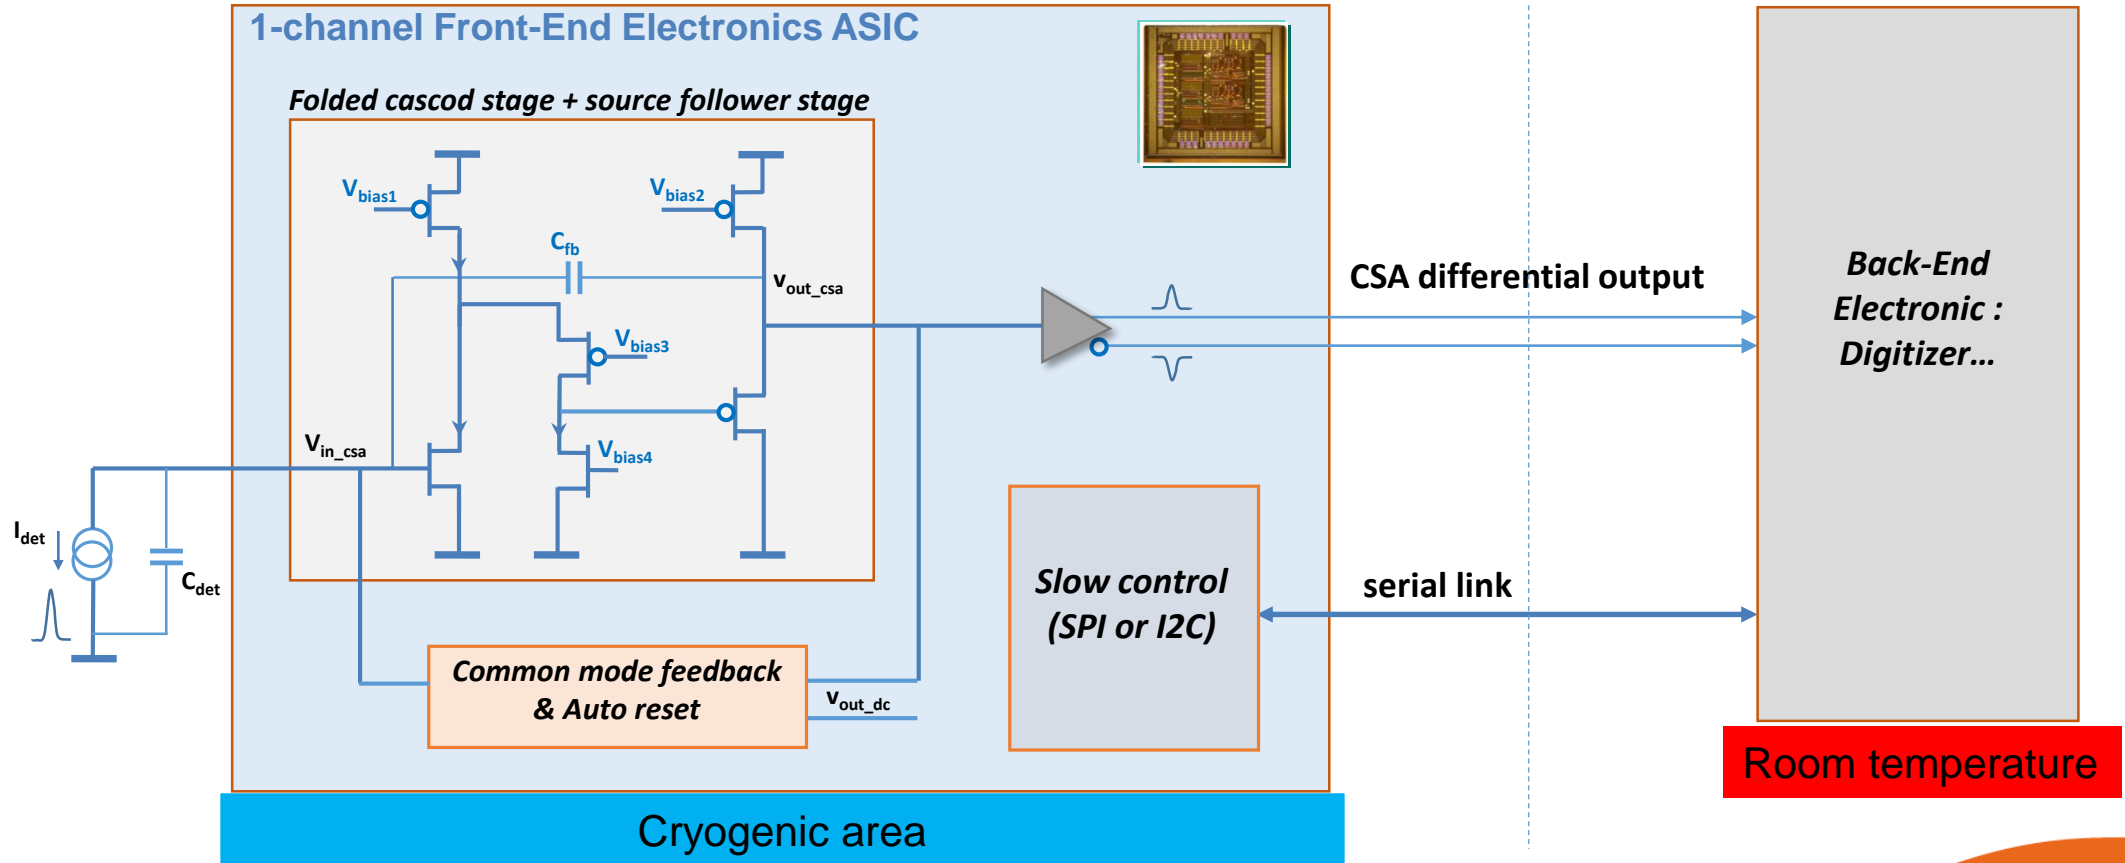 1-channel Front-End Electronics ASIC
Folded cascod stage + source follower stage
Vbias1
Vbias2
Cfb
vout_csa
Vbias3
Vin_csa
Vbias4
Idet
Cdet
Common mode feedback
& Auto reset
vout_dc
Slow control
(SPI or I2C)
CSA differential output
serial link
Back-End
Electronic :
Digitizer...
Room temperature
Cryogenic area